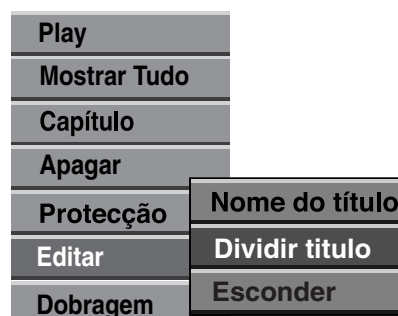 Play
Mostrar Tudo
Capítulo
Apagar
Protecção
Editar
Dobragem
Nome do título
Dividir titulo
Esconder